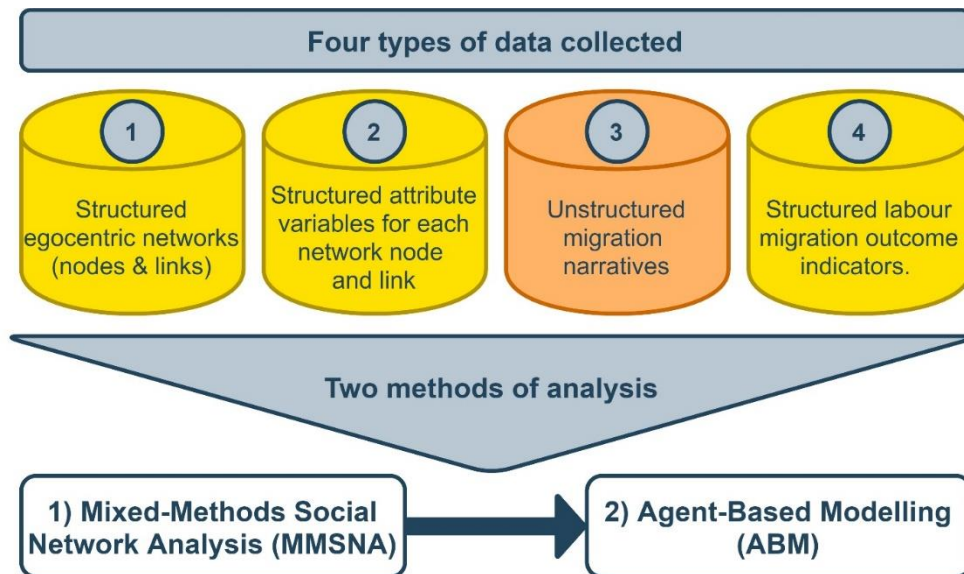 Four types of data collected
1
2
3
4
Structured
egocentric networks
(nodes & links)
Structured attribute
variables for each
network node
and link
Unstructured
migration
narratives
Structured labour
migration outcome
indicators.
Two methods of analysis
1) Mixed-Methods Social
Network Analysis (MMSNA)
2) Agent-Based Modelling
(ABM)